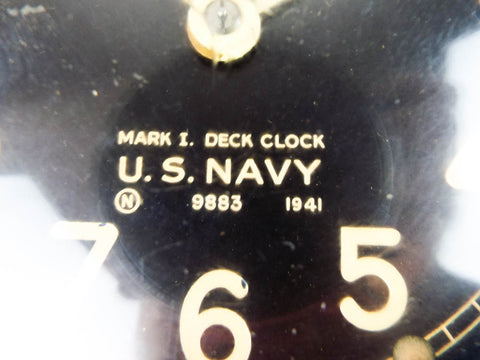 MARK I. DECK CLOCK
U.S. NAVY
N 9883 1941
7 6 5